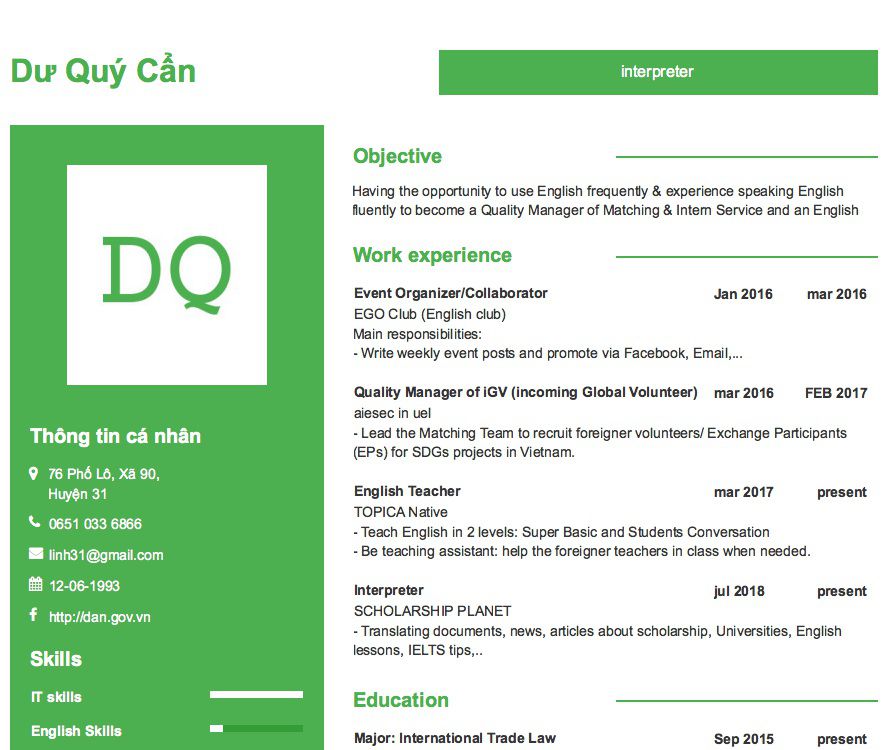 Dư Quý Cẩn
interpreter
DQ
Thông tin cá nhân
76 Phố Lô, Xã 90,
Huyện 31
0651 033 6866
linh31@gmail.com
12-06-1993
http://dan.gov.vn
Skills
IT skills
English Skills
Objective
Having the opportunity to use English frequently & experience speaking English
fluently to become a Quality Manager of Matching & Intern Service and an English
Work experience
Event Organizer/Collaborator Jan 2016 mar 2016
EGO Club (English club)
Main responsibilities:
- Write weekly event posts and promote via Facebook, Email,...
Quality Manager of iGV (incoming Global Volunteer) mar 2016 FEB 2017
aiesec in uel
- Lead the Matching Team to recruit foreigner volunteers/ Exchange Participants
(EPs) for SDGs projects in Vietnam.
English Teacher mar 2017 present
TOPICA Native
- Teach English in 2 levels: Super Basic and Students Conversation
- Be teaching assistant: help the foreigner teachers in class when needed.
Interpreter jul 2018 present
SCHOLARSHIP PLANET
- Translating documents, news, articles about scholarship, Universities, English
lessons, IELTS tips,..
Education
Major: International Trade Law Sep 2015 present